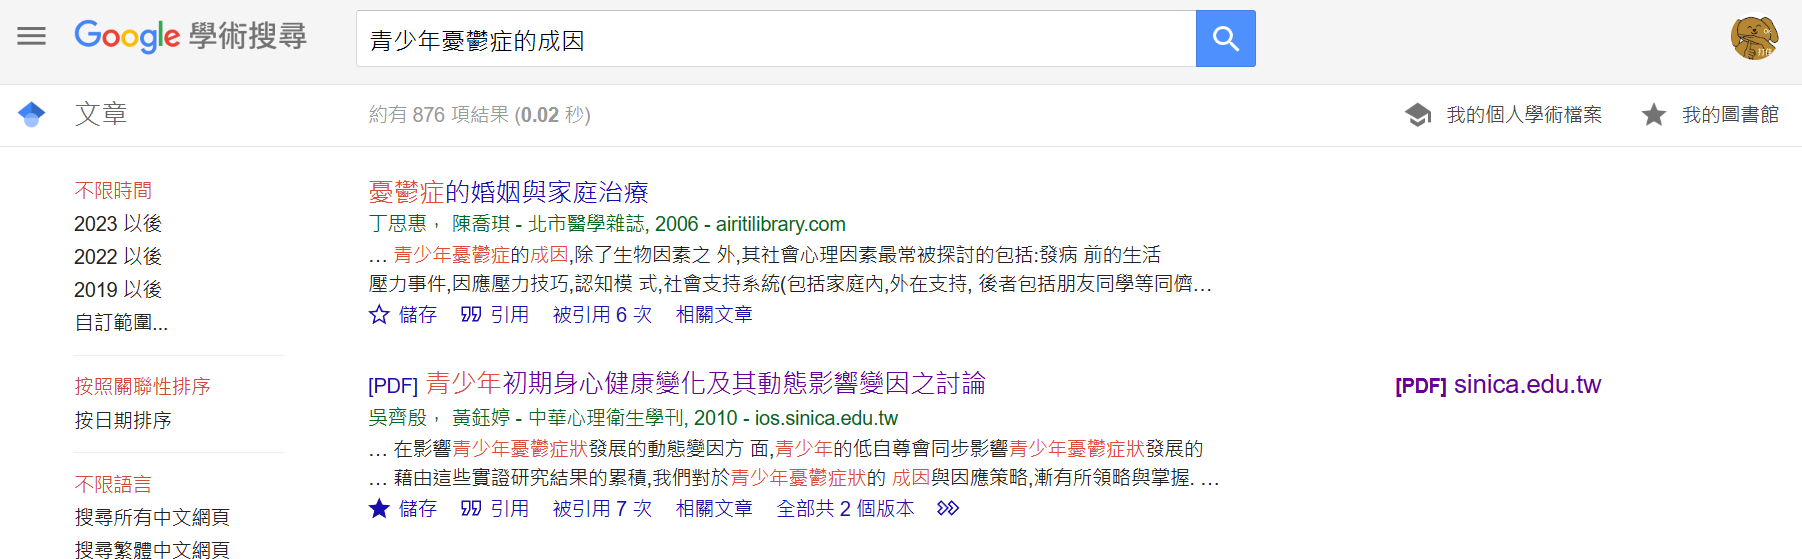 Google 學術搜尋
青少年憂鬱症的成因
文章
約有 876 項結果 (0.02 秒)
我的個人學術檔案
我的圖書館
不限時間
2023 以後
2022 以後
2019 以後
自訂範圍...
按照關聯性排序
按日期排序
不限語言
搜尋所有中文網頁
搜尋繁體中文網頁
憂鬱症的婚姻與家庭治療
丁思惠, 陳喬琪 - 北市醫學雜誌, 2006 - airitilibrary.com
… 青少年憂鬱症的成因,除了生物因素之 外,其社會心理因素最常被探討的包括:發病 前的生活
壓力事件,因應壓力技巧,認知模 式,社會支持系統(包括家庭內,外在支持, 後者包括朋友同學等同儕…
儲存 引用 被引用 6 次 相關文章
[PDF] 青少年初期身心健康變化及其動態影響變因之討論
吳齊殷, 黃鈺婷 - 中華心理衛生學刊, 2010 - ios.sinica.edu.tw
… 在影響青少年憂鬱症狀發展的動態變因方 面,青少年的低自尊會同步影響青少年憂鬱症狀發展的
… 藉由這些實證研究結果的累積,我們對於青少年憂鬱症狀的 成因與因應策略,漸有所領略與掌握. …
儲存 引用 被引用 7 次 相關文章 全部共 2 個版本
[PDF] sinica.edu.tw